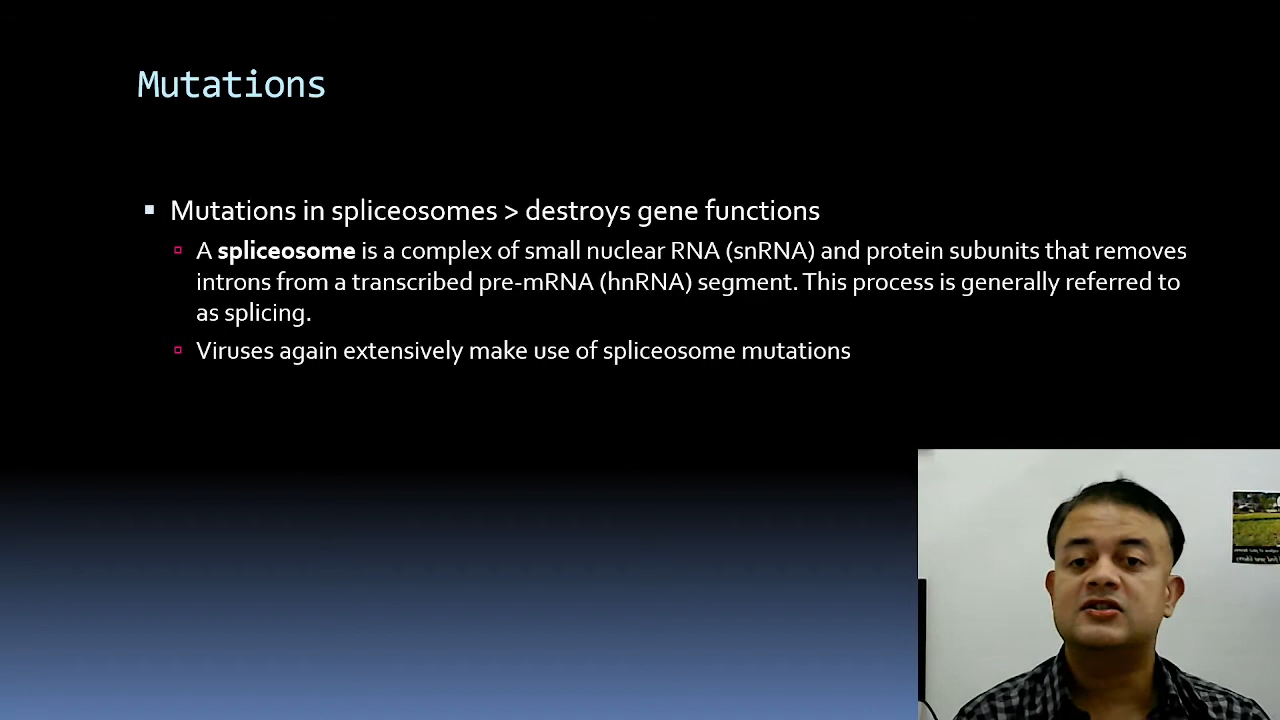 Mutations
Mutations in spliceosomes > destroys gene functions
A spliceosome is a complex of small nuclear RNA (snRNA) and protein subunits that removes
introns from a transcribed pre-mRNA (hnRNA) segment. This process is generally referred to
as splicing.
Viruses again extensively make use of spliceosome mutations